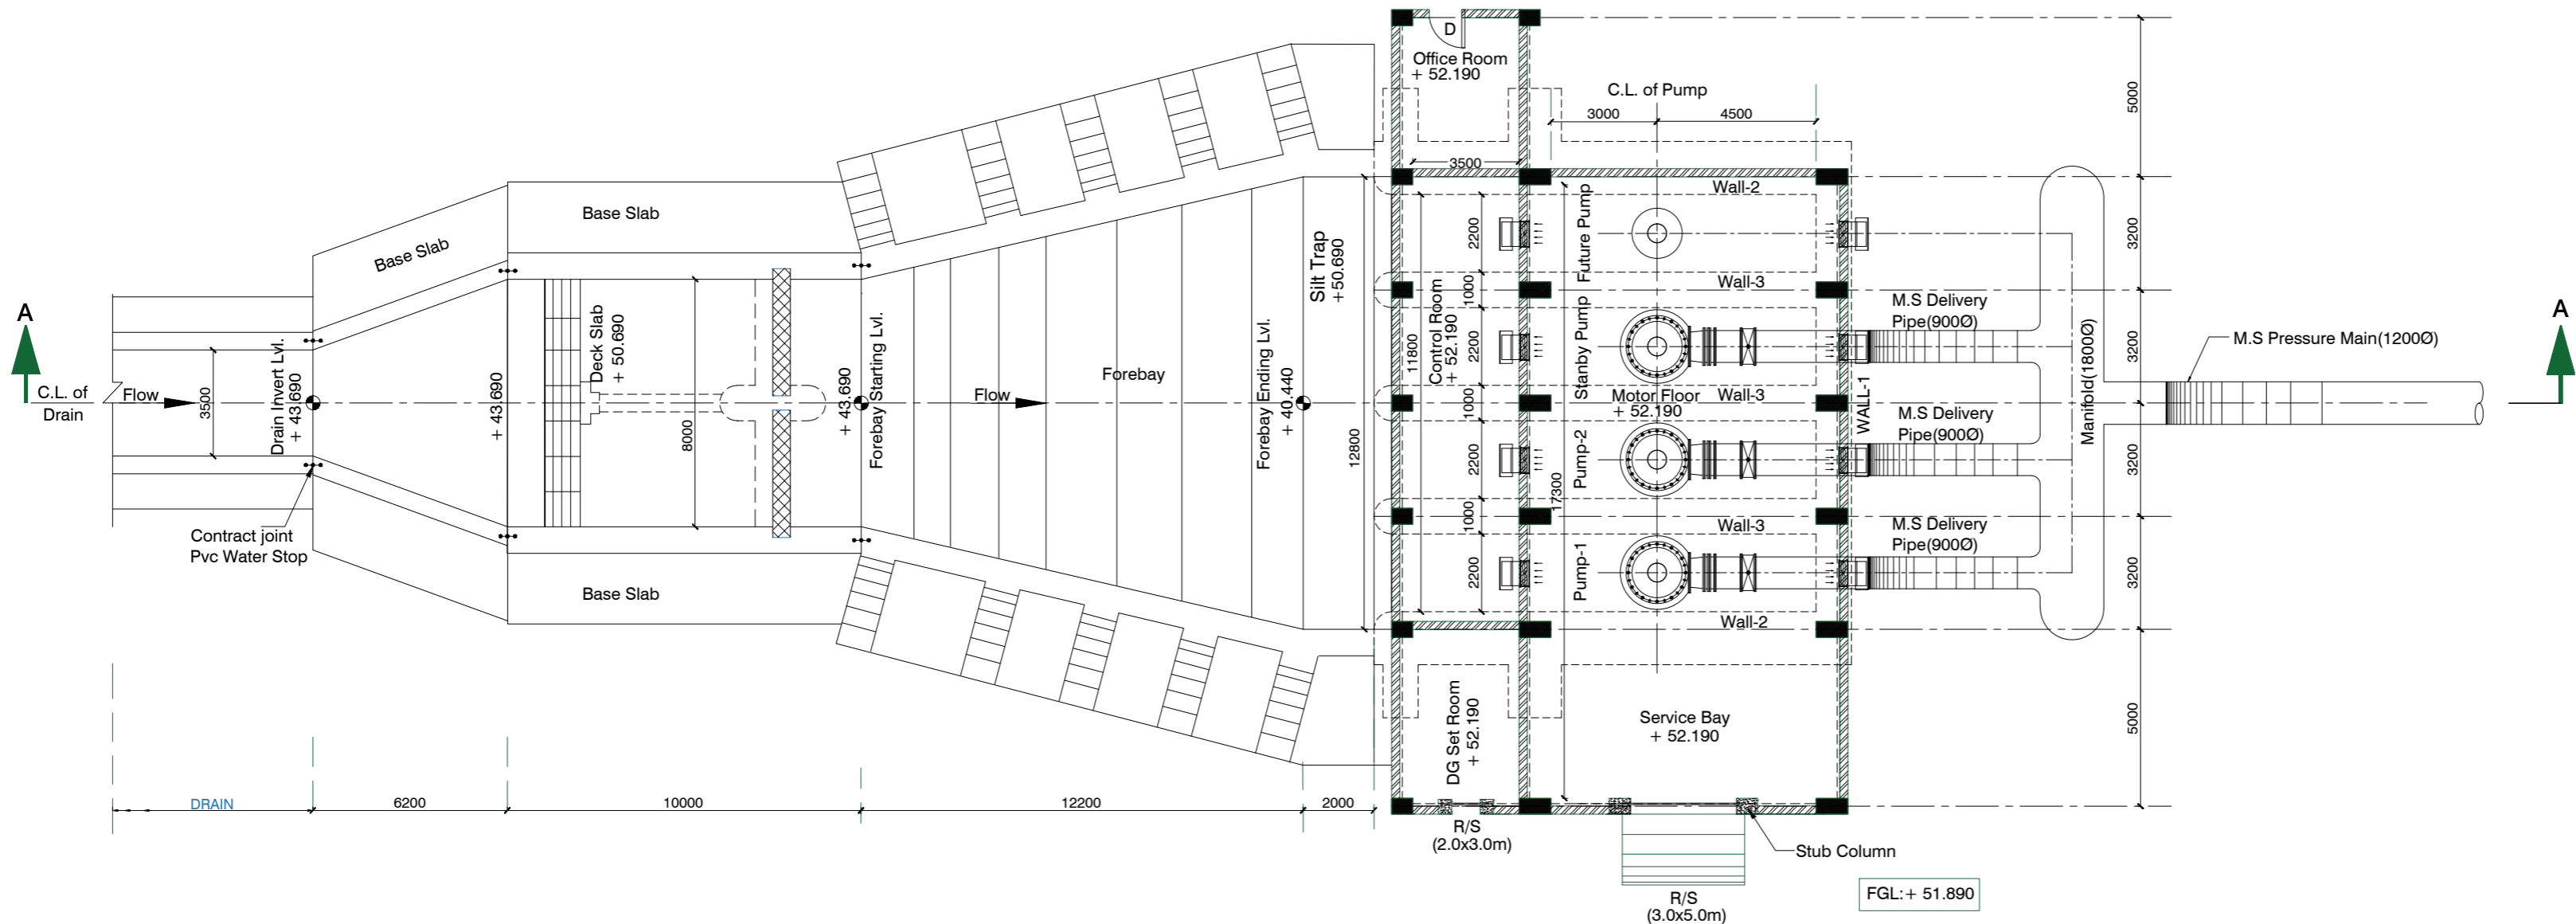 D
Office Room
+ 52.190
C.L. of Pump
3000
4500
5000
3500
Wall-2
Base Slab
Base Slab
Silt Trap
+50.690
2200
Future Pump
3200
A
Deck Slab
+ 50.690
Forebay Starting Lvl.
+ 43.690
Forebay Ending Lvl.
+ 40.440
1000
Wall-3
Control Room
+ 52.190
11800
2200
Stanby Pump
M.S Delivery
Pipe(900Ø)
3200
A
M.S Pressure Main(1200Ø)
Manifold(1800Ø)
C.L. of
Drain
Flow
3500
Drain Invert Lvl.
+ 43.690
+ 43.690
8000
Flow
Forebay
12800
1000
Motor Floor
+ 52.190
Wall-3
WALL-1
M.S Delivery
Pipe(900Ø)
2200
Pump-2
3200
17300
1000
Wall-3
M.S Delivery
Pipe(900Ø)
Contract joint
Pvc Water Stop
2200
Pump-1
3200
Base Slab
Wall-2
DG Set Room
+ 52.190
Service Bay
+ 52.190
5000
DRAIN
6200
10000
12200
2000
R/S
(2.0x3.0m)
Stub Column
R/S
(3.0x5.0m)
FGL:+ 51.890